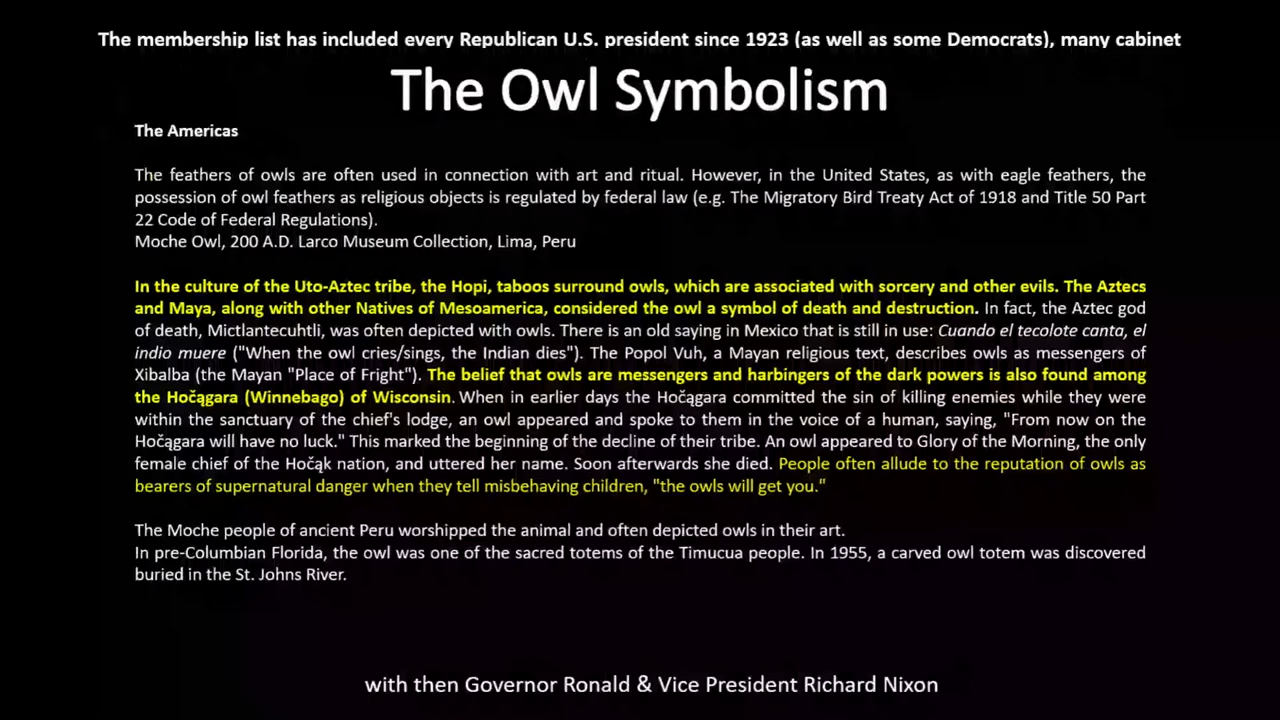 The membership list has included every Republican U.S. president since 1923 (as well as some Democrats), many cabinet
The Owl Symbolism
The Americas
The feathers of owls are often used in connection with art and ritual. However, in the United States, as with eagle feathers, the
possession of owl feathers as religious objects is regulated by federal law (e.g. The Migratory Bird Treaty Act of 1918 and Title 50 Part
22 Code of Federal Regulations).
Moche Owl, 200 A.D. Larco Museum Collection, Lima, Peru
In the culture of the Uto-Aztec tribe, the Hopi, taboos surround owls, which are associated with sorcery and other evils. The Aztecs
and Maya, along with other Natives of Mesoamerica, considered the owl a symbol of death and destruction. In fact, the Aztec god
of death, Mictlantecuhtli, was often depicted with owls. There is an old saying in Mexico that is still in use: Cuando el tecolote canta, el
indio muere ("When the owl cries/sings, the Indian dies"). The Popol Vuh, a Mayan religious text, describes owls as messengers of
Xibalba (the Mayan "Place of Fright"). The belief that owls are messengers and harbingers of the dark powers is also found among
the Hočągara (Winnebago) of Wisconsin. When in earlier days the Hočągara committed the sin of killing enemies while they were
within the sanctuary of the chief's lodge, an owl appeared and spoke to them in the voice of a human, saying, "From now on the
Hočągara will have no luck." This marked the beginning of the decline of their tribe. An owl appeared to Glory of the Morning, the only
female chief of the Hočąk nation, and uttered her name. Soon afterwards she died. People often allude to the reputation of owls as
bearers of supernatural danger when they tell misbehaving children, "the owls will get you."
The Moche people of ancient Peru worshipped the animal and often depicted owls in their art.
In pre-Columbian Florida, the owl was one of the sacred totems of the Timucua people. In 1955, a carved owl totem was discovered
buried in the St. Johns River.
with then Governor Ronald & Vice President Richard Nixon